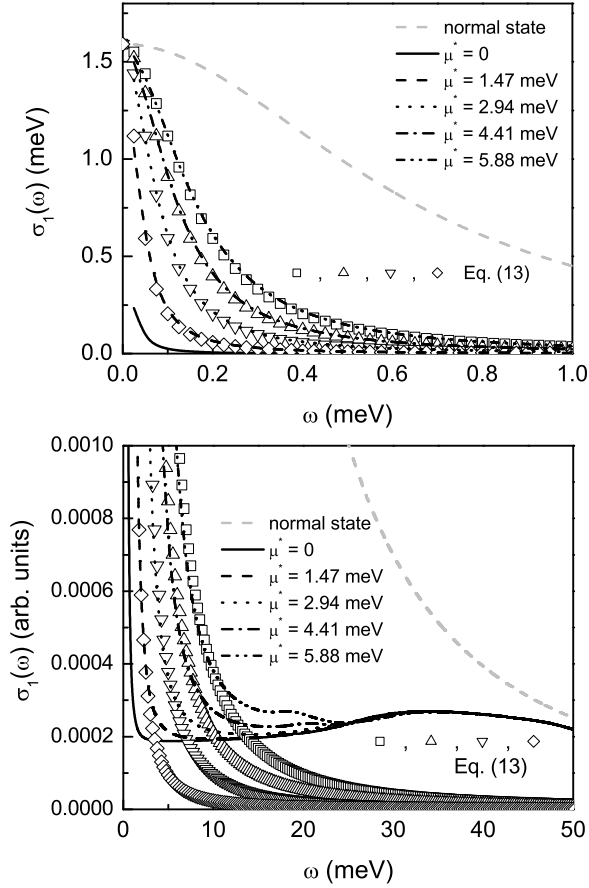 1.5
1.0
0.5
0.0
σ₁(ω) (meV)
normal state
μ* = 0
μ* = 1.47 meV
μ* = 2.94 meV
μ* = 4.41 meV
μ* = 5.88 meV
□ , △ , ▽ , ◇ Eq. (13)
0.0 0.2 0.4 0.6 0.8 1.0
ω (meV)
0.0010
0.0008
0.0006
0.0004
0.0002
0.0000
σ₁(ω) (arb. units)
normal state
μ* = 0
μ* = 1.47 meV
μ* = 2.94 meV
μ* = 4.41 meV
μ* = 5.88 meV
□ , △ , ▽ , ◇
Eq. (13)
0 10 20 30 40 50
ω (meV)